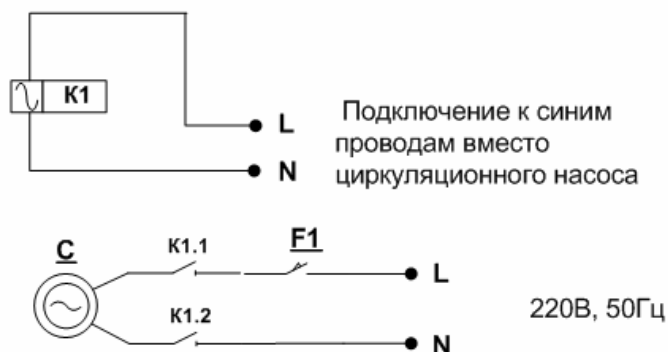 K1
L
N
Подключение к синим
проводам вместо
циркуляционного насоса
C
K1.1
F1
L
K1.2
N
220В, 50Гц